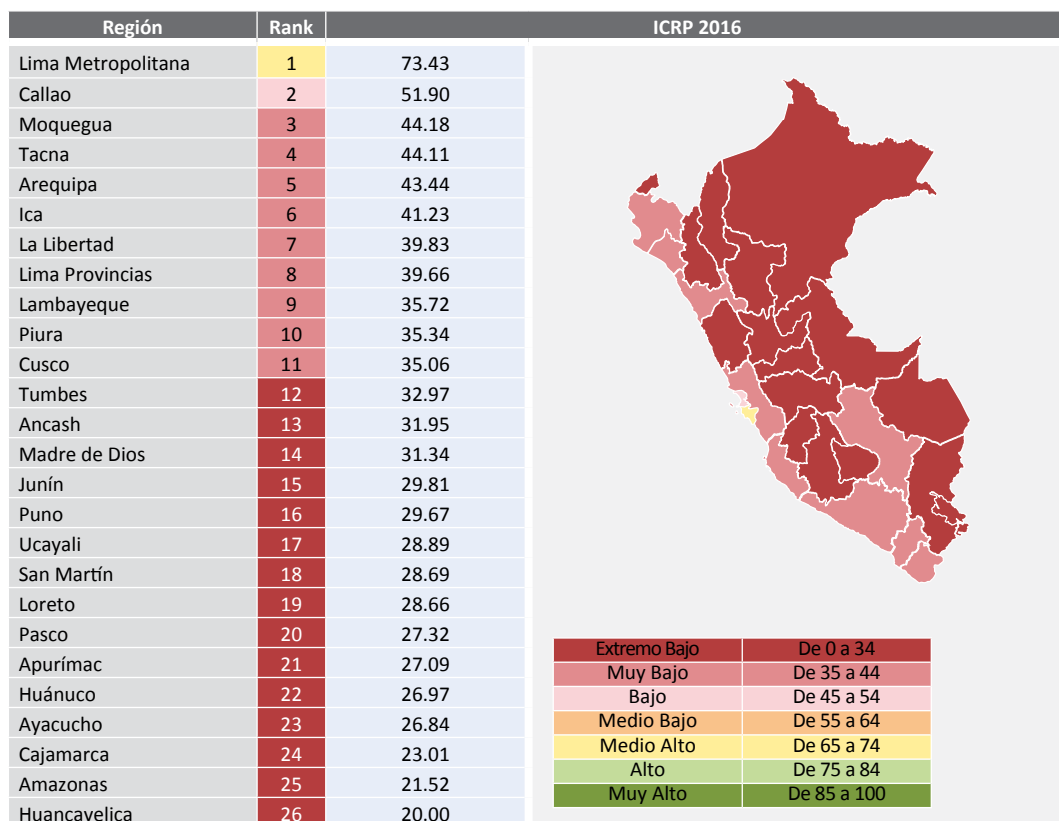 Región Rank ICRP 2016
Lima Metropolitana 1 73.43
Callao 2 51.90
Moquegua 3 44.18
Tacna 4 44.11
Arequipa 5 43.44
Ica 6 41.23
La Libertad 7 39.83
Lima Provincias 8 39.66
Lambayeque 9 35.72
Piura 10 35.34
Cusco 11 35.06
Tumbes 12 32.97
Ancash 13 31.95
Madre de Dios 14 31.34
Junín 15 29.81
Puno 16 29.67
Ucayali 17 28.89
San Martín 18 28.69
Loreto 19 28.66
Pasco 20 27.32
Apurímac 21 27.09
Huánuco 22 26.97
Ayacucho 23 26.84
Cajamarca 24 23.01
Amazonas 25 21.52
Huancavelica 26 20.00
Extremo Bajo De 0 a 34
Muy Bajo De 35 a 44
Bajo De 45 a 54
Medio Bajo De 55 a 64
Medio Alto De 65 a 74
Alto De 75 a 84
Muy Alto De 85 a 100